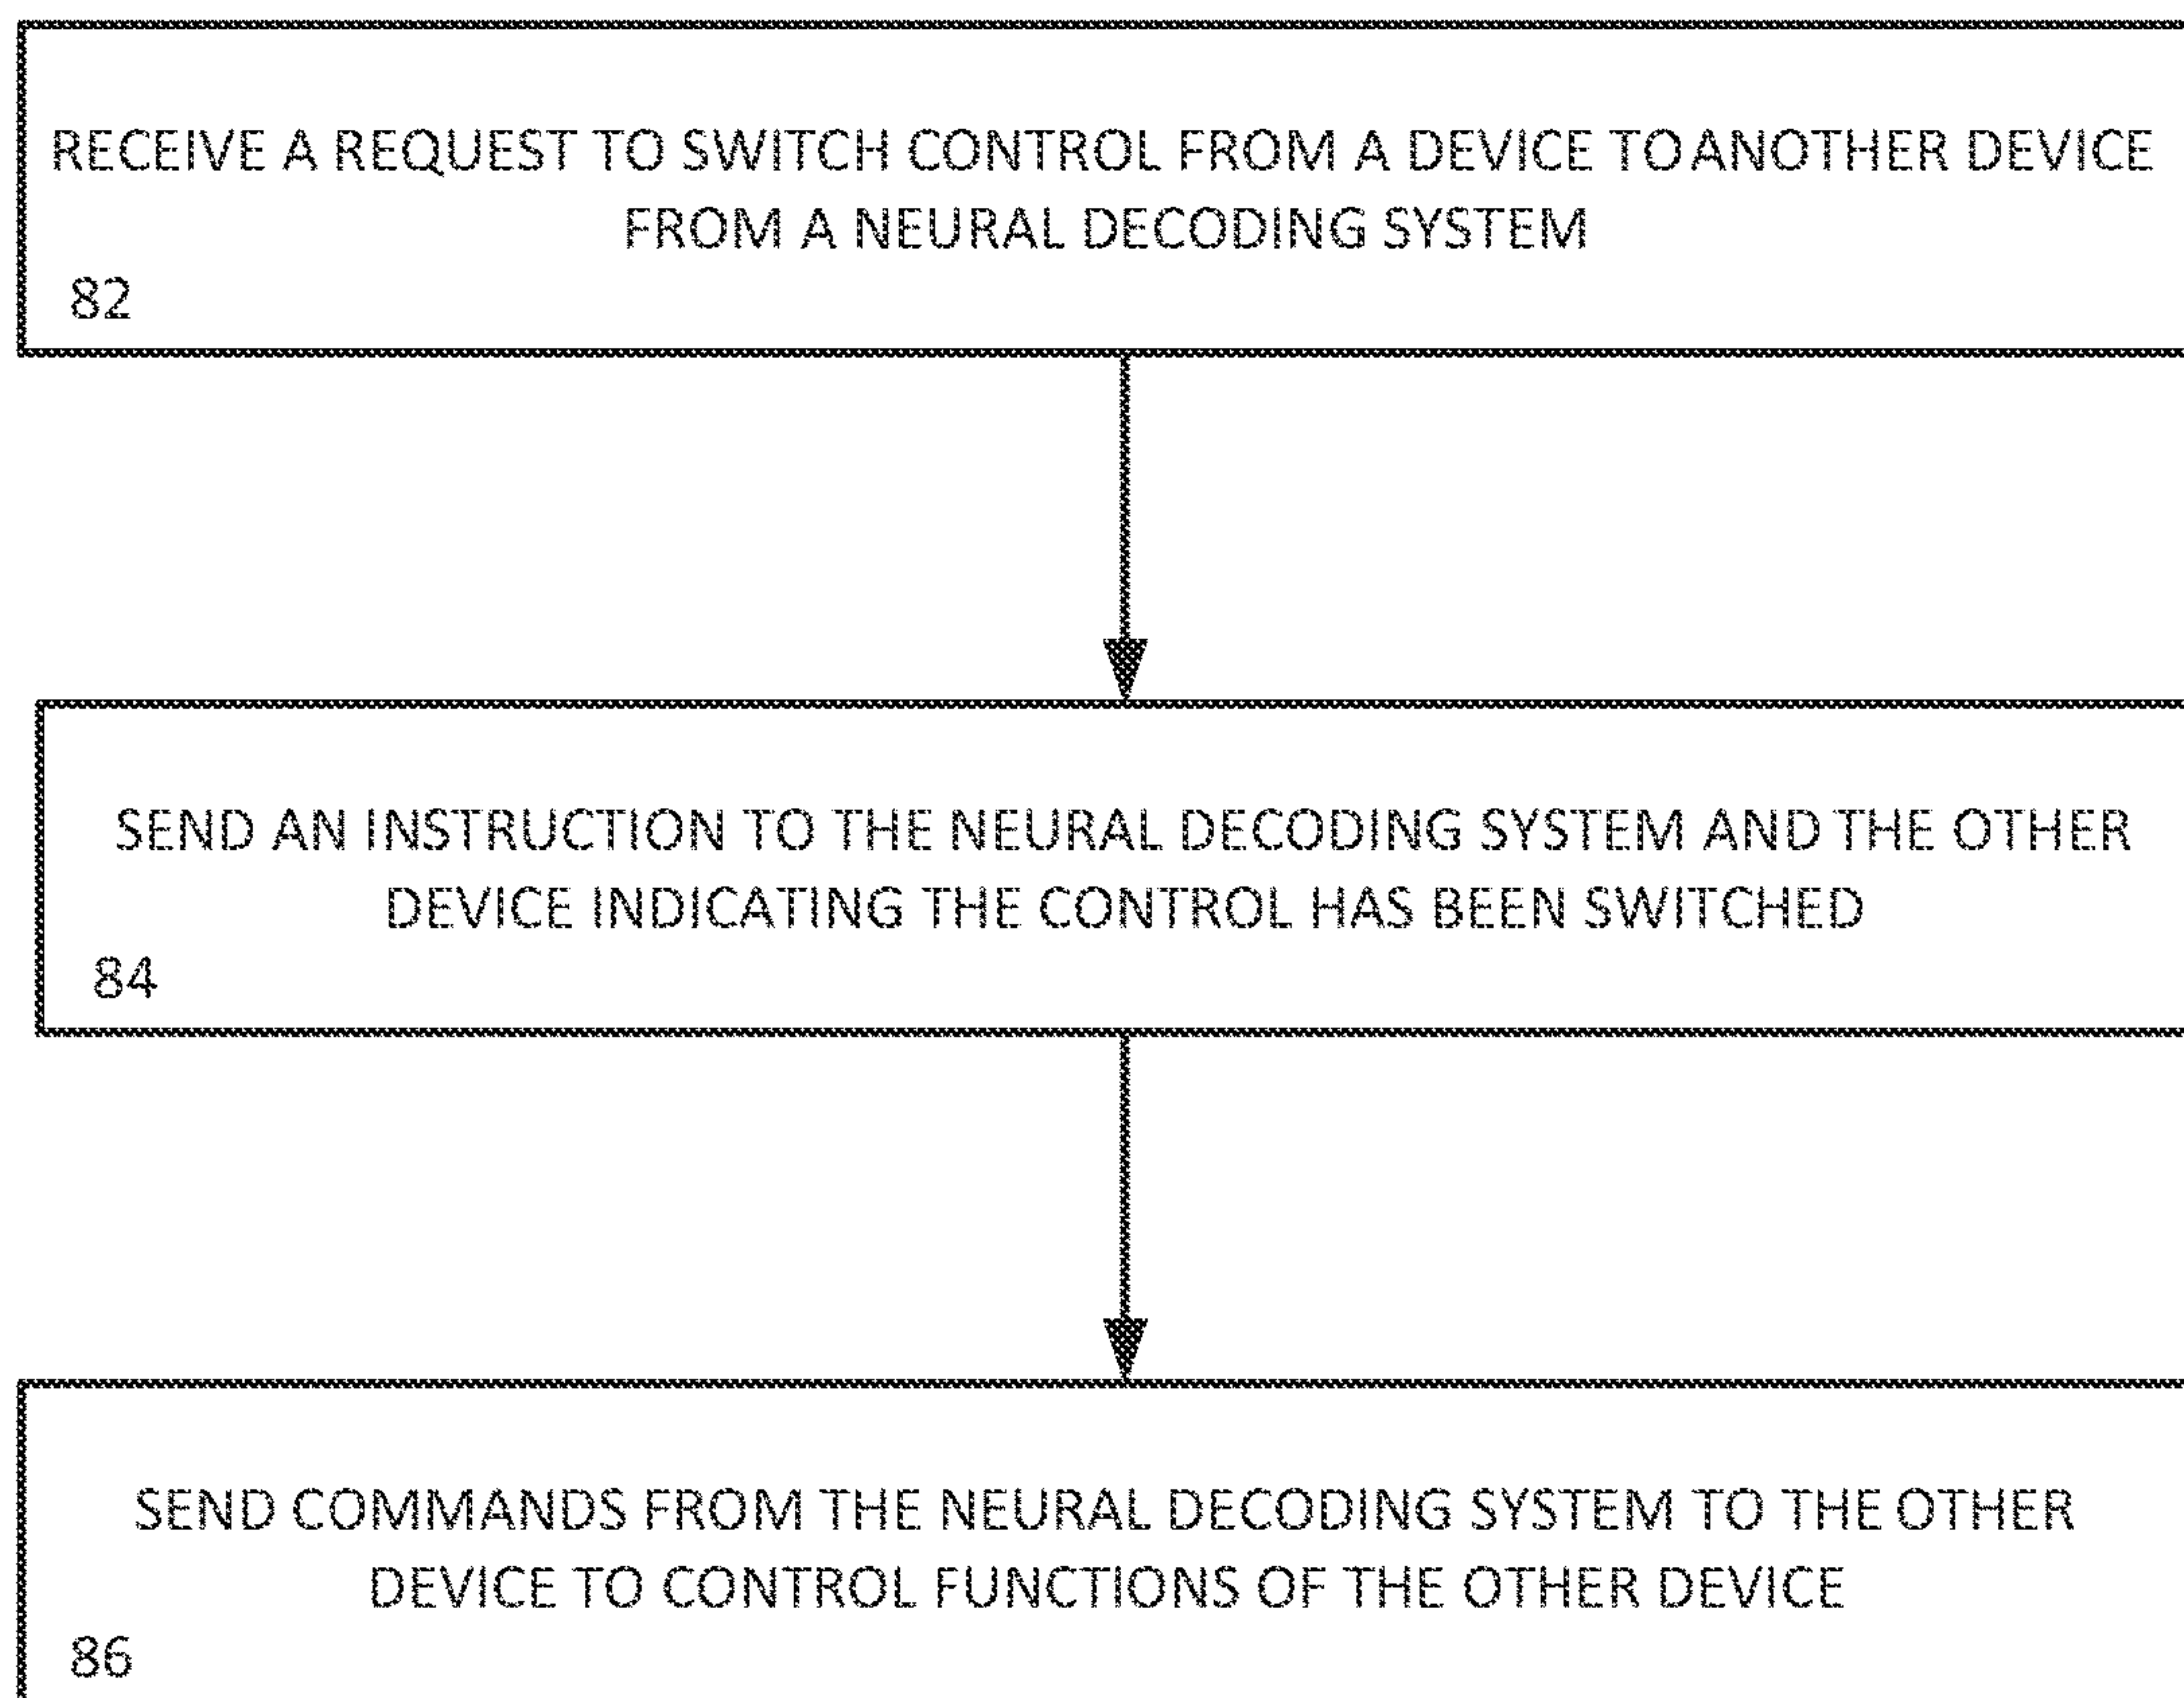 RECEIVE A REQUEST TO SWITCH CONTROL FROM A DEVICE TO ANOTHER DEVICE
FROM A NEURAL DECODING SYSTEM
82
SEND AN INSTRUCTION TO THE NEURAL DECODING SYSTEM AND THE OTHER
DEVICE INDICATING THE CONTROL HAS BEEN SWITCHED
84
SEND COMMANDS FROM THE NEURAL DECODING SYSTEM TO THE OTHER
DEVICE TO CONTROL FUNCTIONS OF THE OTHER DEVICE
86